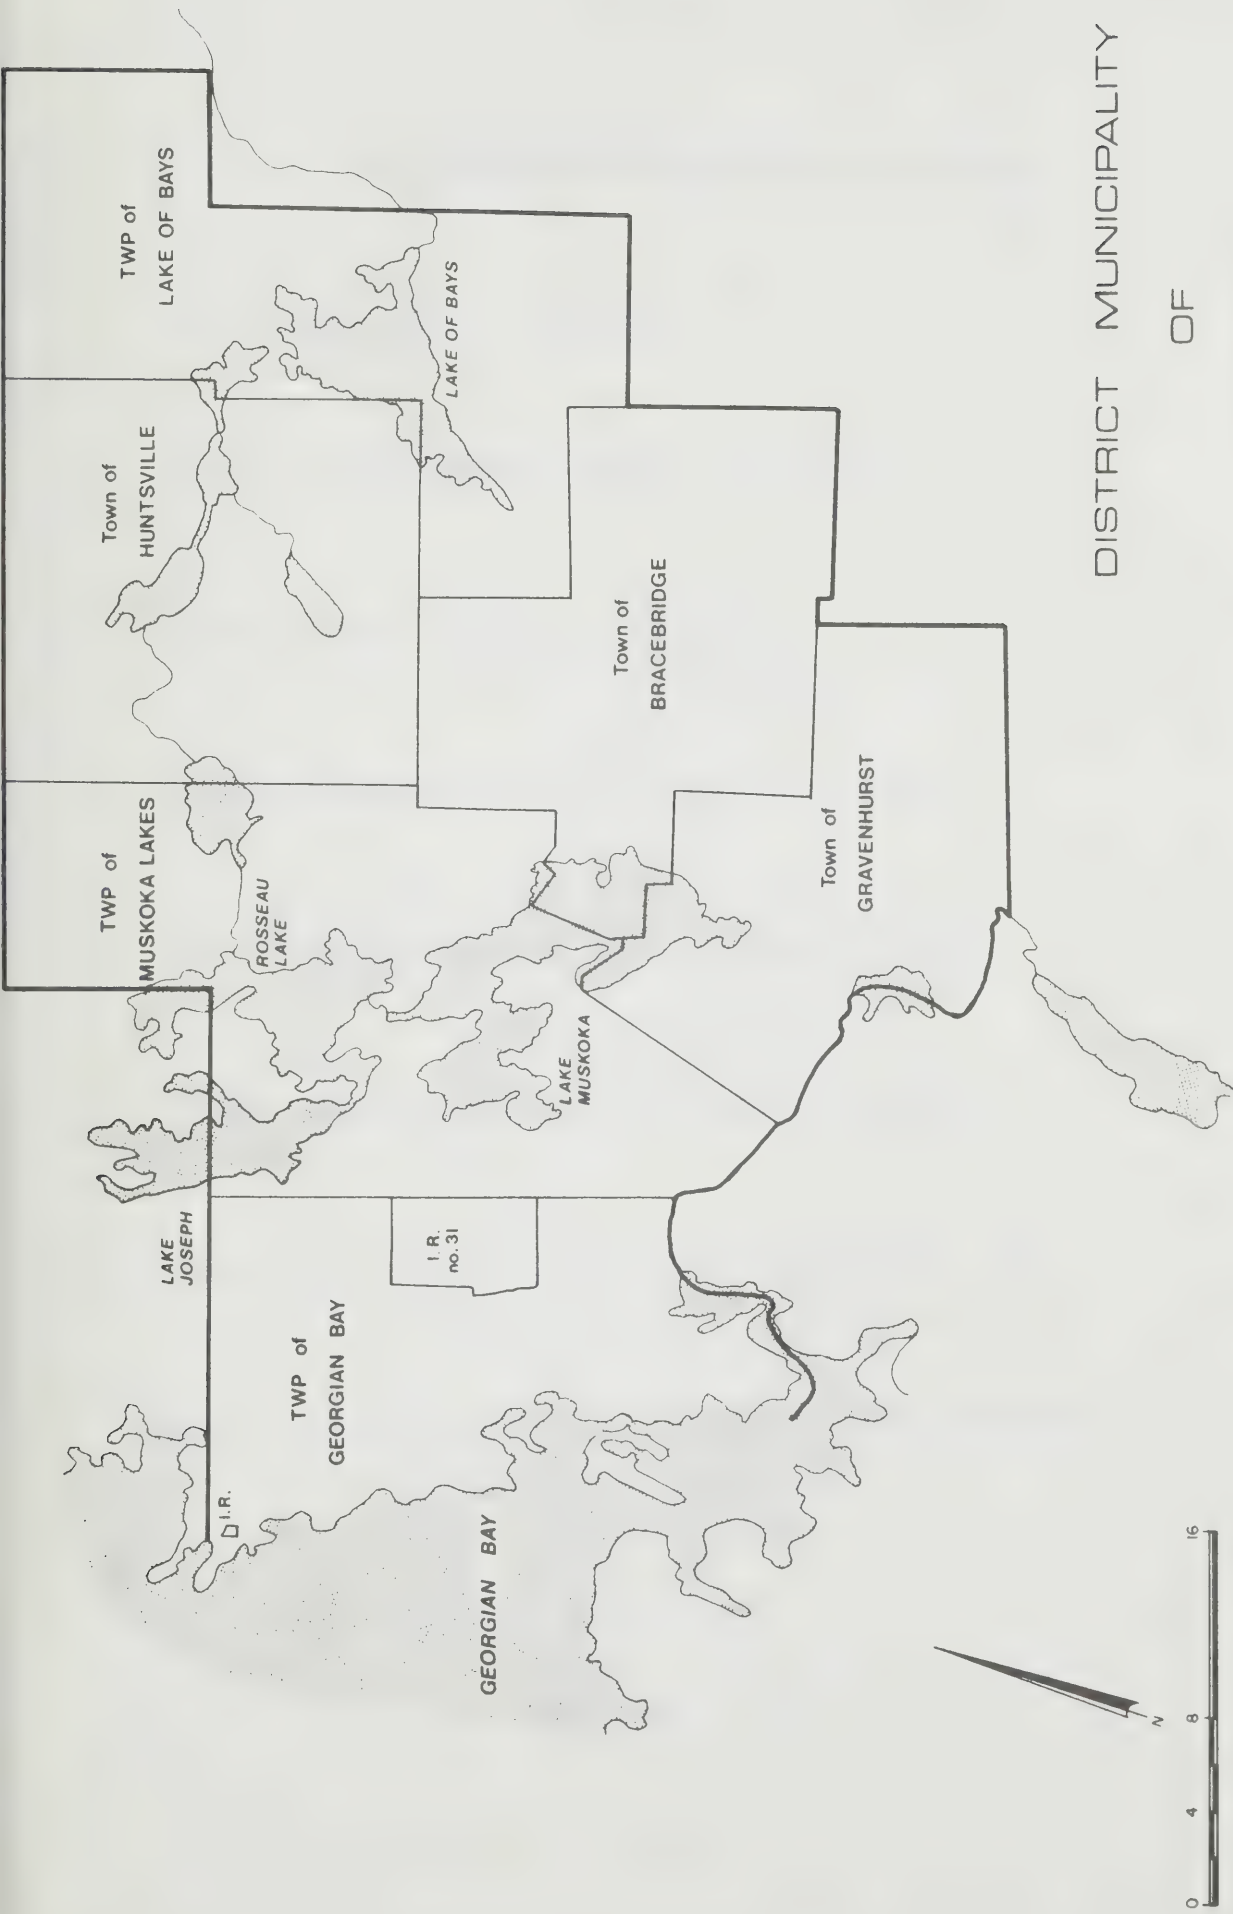 TWP of
LAKE OF BAYS
LAKE OF BAYS
Town of
HUNTSVILLE
TWP of
MUSKOKA LAKES
ROSSEAU
LAKE
Town of
BRACEBRIDGE
Town of
GRAVENHURST
LAKE
MUSKOKA
LAKE
JOSEPH
I. R.
no. 31
TWP of
GEORGIAN BAY
I.R.
GEORGIAN BAY
DISTRICT MUNICIPALITY
OF
N
0 4 8 16